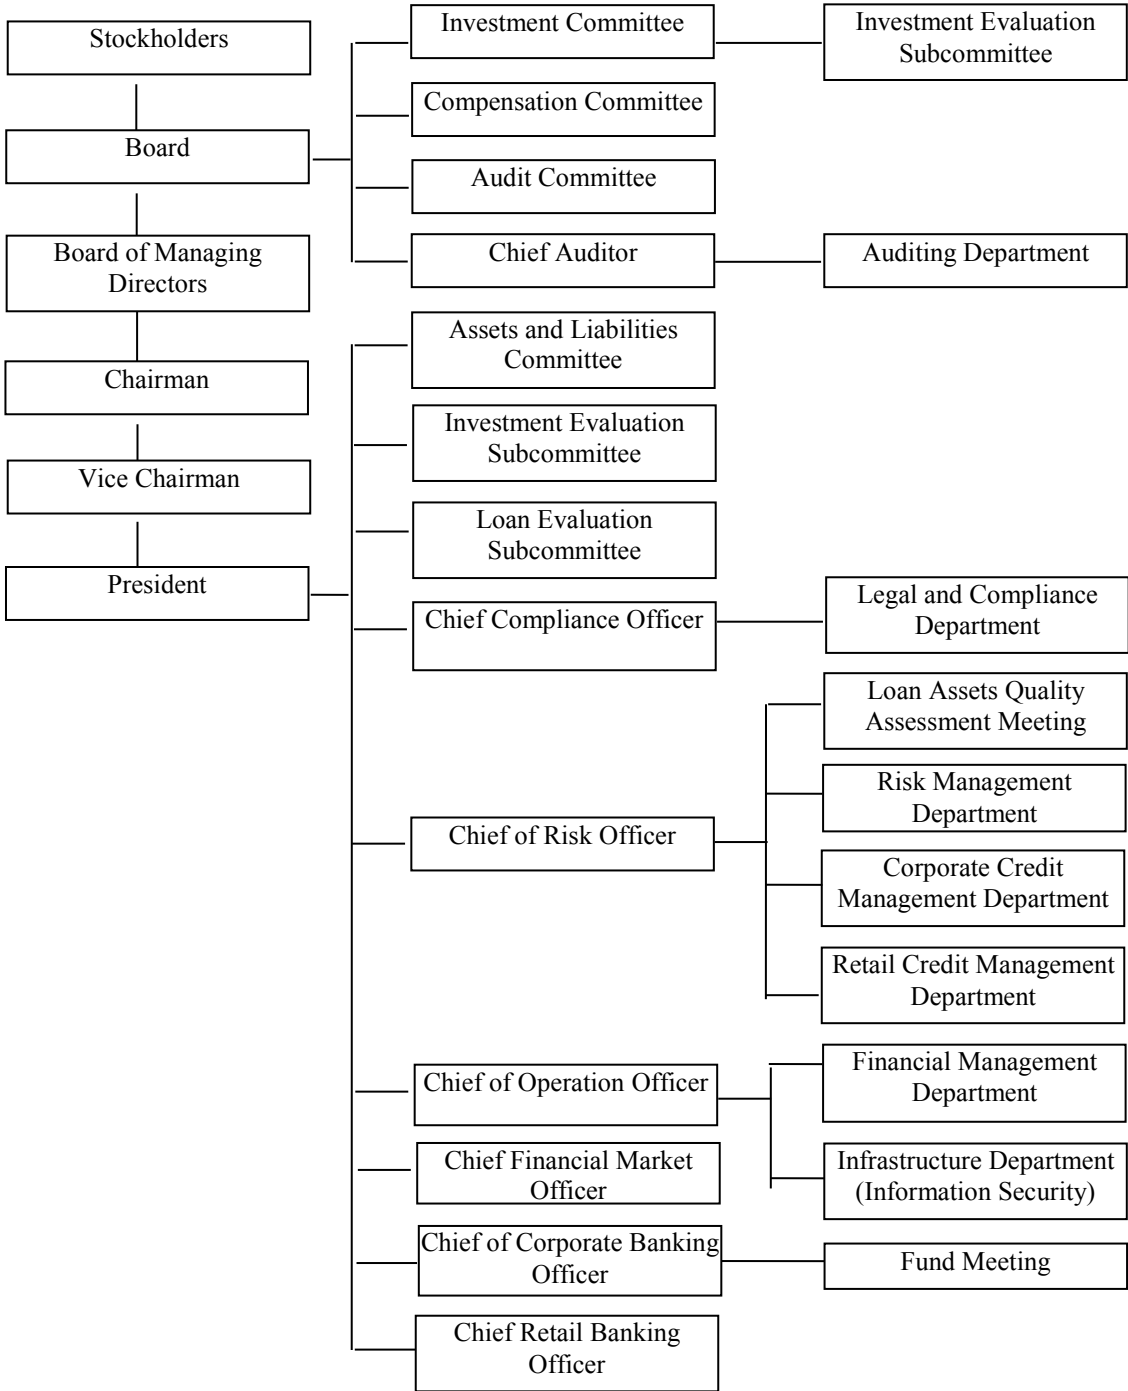 Stockholders
Board
Board of Managing
Directors
Chairman
Vice Chairman
President
Investment Committee
Compensation Committee
Audit Committee
Chief Auditor
Assets and Liabilities
Committee
Investment Evaluation
Subcommittee
Loan Evaluation
Subcommittee
Chief Compliance Officer
Chief of Risk Officer
Chief of Operation Officer
Chief Financial Market
Officer
Chief of Corporate Banking
Officer
Chief Retail Banking
Officer
Investment Evaluation
Subcommittee
Auditing Department
Legal and Compliance
Department
Loan Assets Quality
Assessment Meeting
Risk Management
Department
Corporate Credit
Management Department
Retail Credit Management
Department
Financial Management
Department
Infrastructure Department
(Information Security)
Fund Meeting